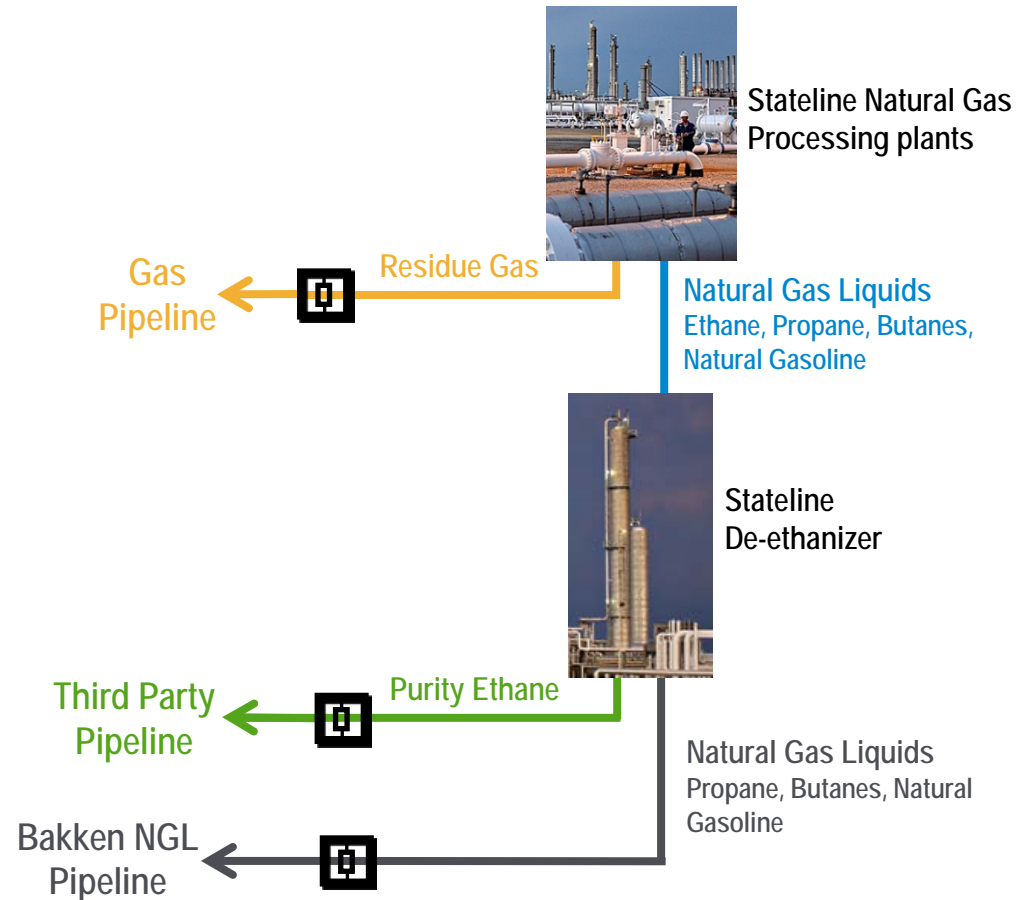 Stateline Natural Gas
Processing plants
Gas
Pipeline
Residue Gas
Natural Gas Liquids
Ethane, Propane, Butanes,
Natural Gasoline
Stateline
De-ethanizer
Third Party
Pipeline
Purity Ethane
Natural Gas Liquids
Propane, Butanes, Natural
Gasoline
Bakken NGL
Pipeline